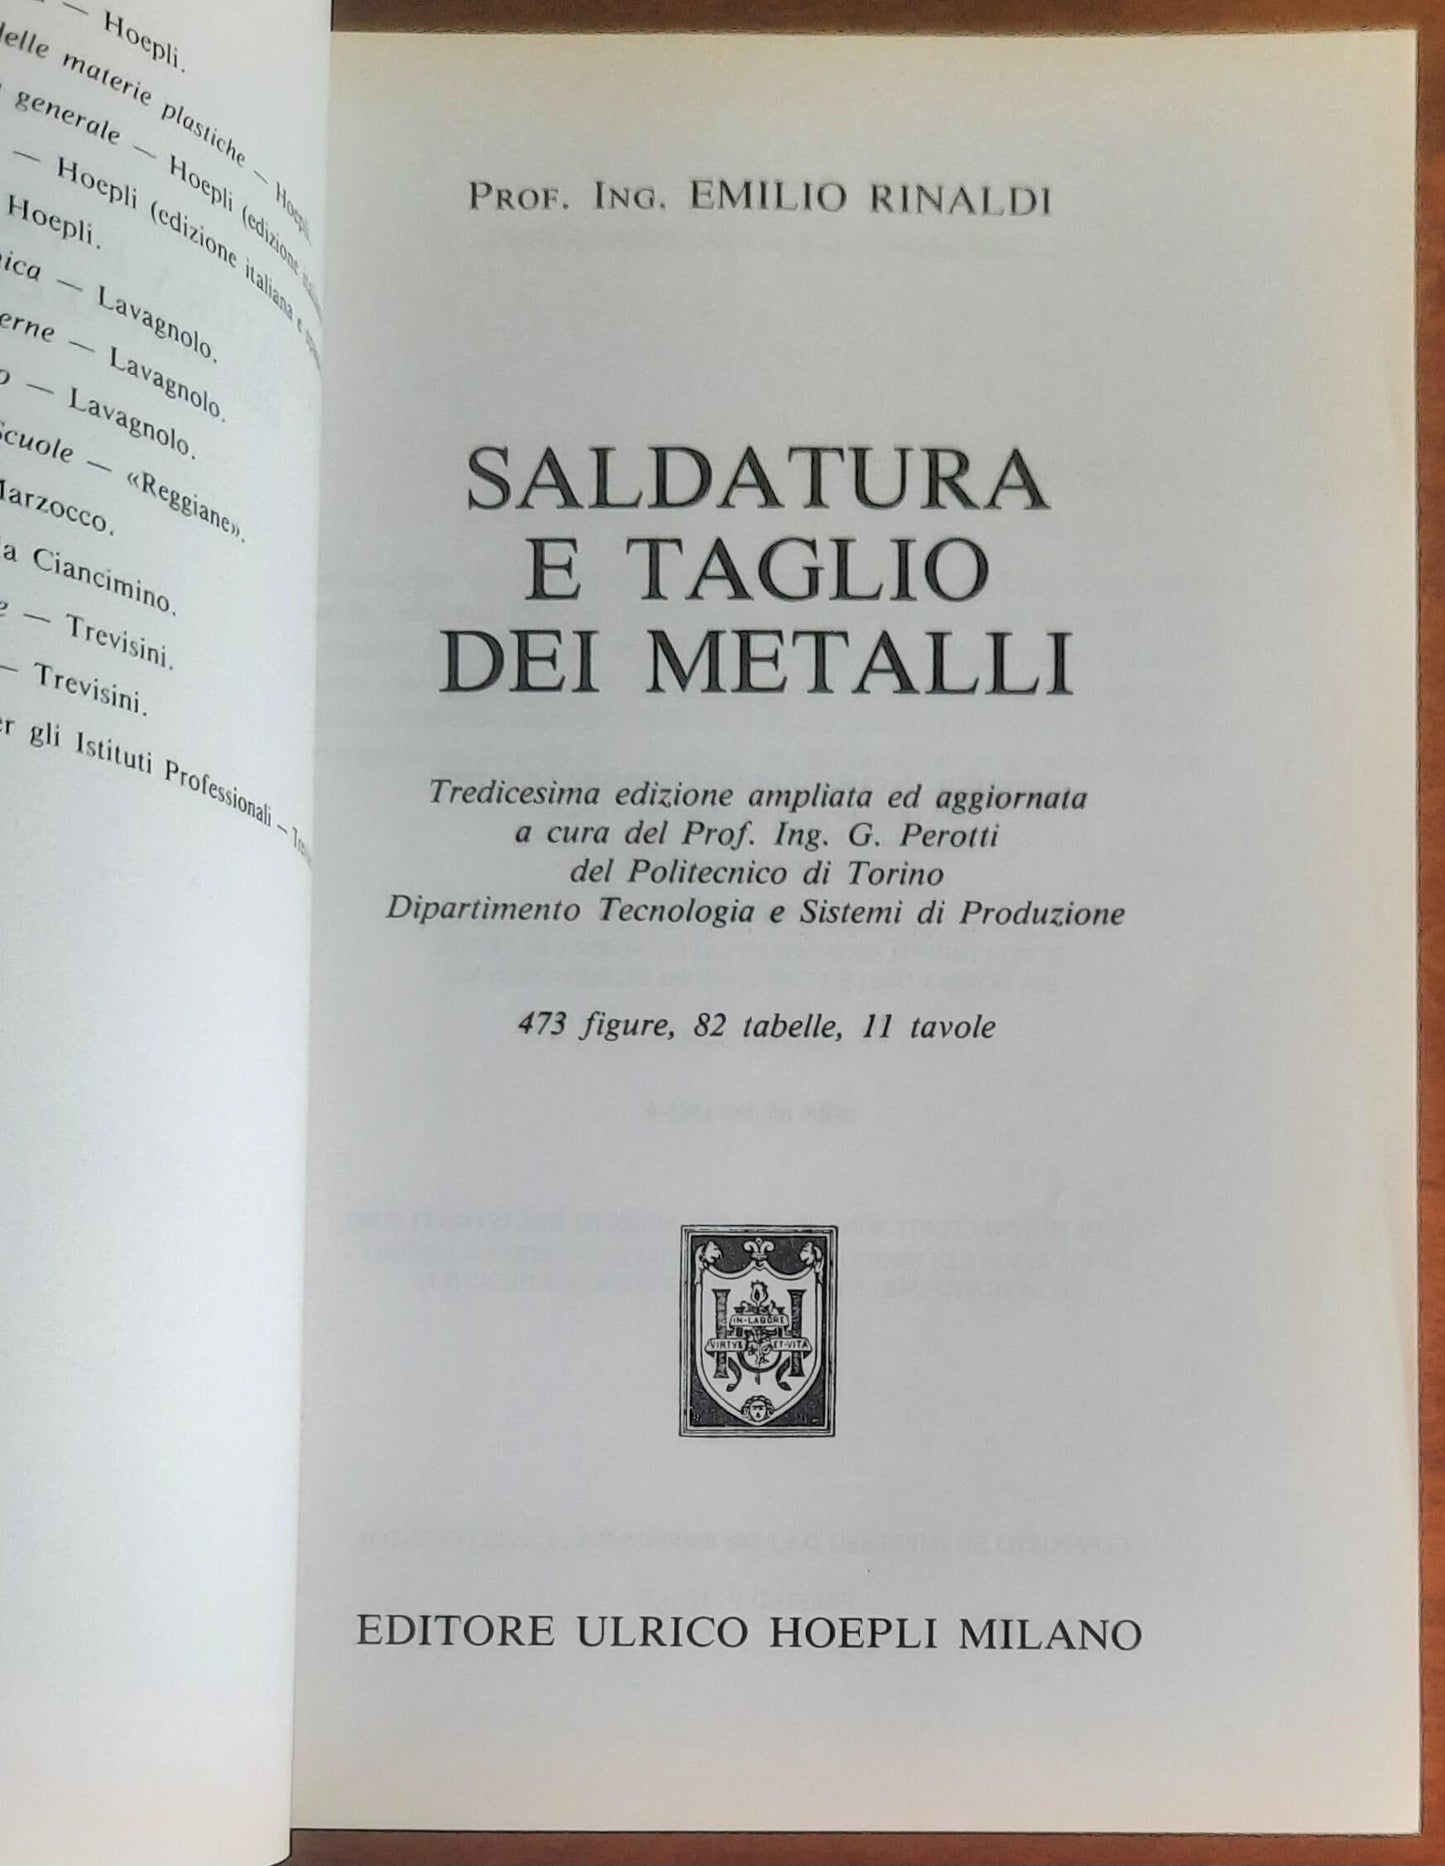 — Hoepli.
delle materie plastiche — Hoepli.
generale — Hoepli (edizione
— Hoepli (edizione italiana e
Hoepli.
— Lavagnolo.
— Lavagnolo.
— Lavagnolo.
Scuole — «Reggiane».
Marzocco.
Ciancimino.
— Trevisini.
— Trevisini.
gli Istituti Professionali —
PROF. ING. EMILIO RINALDI
SALDATURA
E TAGLIO
DEI METALLI
Tredicesima edizione ampliata ed aggiornata
a cura del Prof. Ing. G. Perotti
del Politecnico di Torino
Dipartimento Tecnologia e Sistemi di Produzione
473 figure, 82 tabelle, 11 tavole
IN-LABORE
VIRTVS ET-VITA
EDITORE ULRICO HOEPLI MILANO